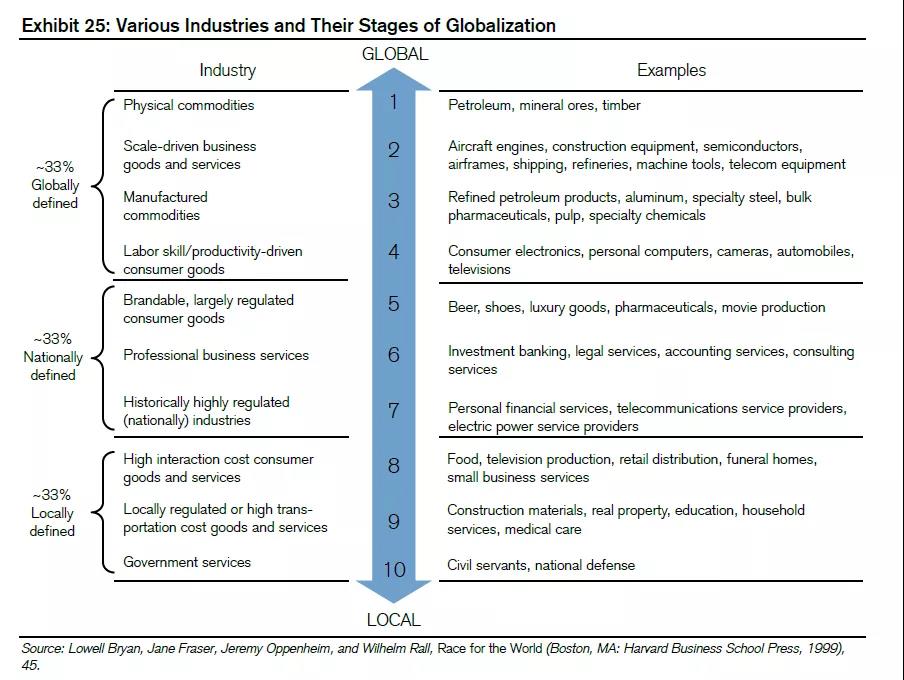 Exhibit 25: Various Industries and Their Stages of Globalization
GLOBAL
Industry
Examples
~33%
Globally
defined
Physical commodities
1
Petroleum, mineral ores, timber
Scale-driven business
goods and services
2
Aircraft engines, construction equipment, semiconductors,
airframes, shipping, refineries, machine tools, telecom equipment
Manufactured
commodities
3
Refined petroleum products, aluminum, specialty steel, bulk
pharmaceuticals, pulp, specialty chemicals
Labor skill/productivity-driven
consumer goods
4
Consumer electronics, personal computers, cameras, automobiles,
televisions
~33%
Nationally
defined
Brandable, largely regulated
consumer goods
5
Beer, shoes, luxury goods, pharmaceuticals, movie production
Professional business services
6
Investment banking, legal services, accounting services, consulting
services
Historically highly regulated
(nationally) industries
7
Personal financial services, telecommunications service providers,
electric power service providers
~33%
Locally
defined
High interaction cost consumer
goods and services
8
Food, television production, retail distribution, funeral homes,
small business services
Locally regulated or high trans-
portation cost goods and services
9
Construction materials, real property, education, household
services, medical care
Government services
10
Civil servants, national defense
LOCAL
Source: Lowell Bryan, Jane Fraser, Jeremy Oppenheim, and Wilhelm Rall, Race for the World (Boston, MA: Harvard Business School Press, 1999),
45.